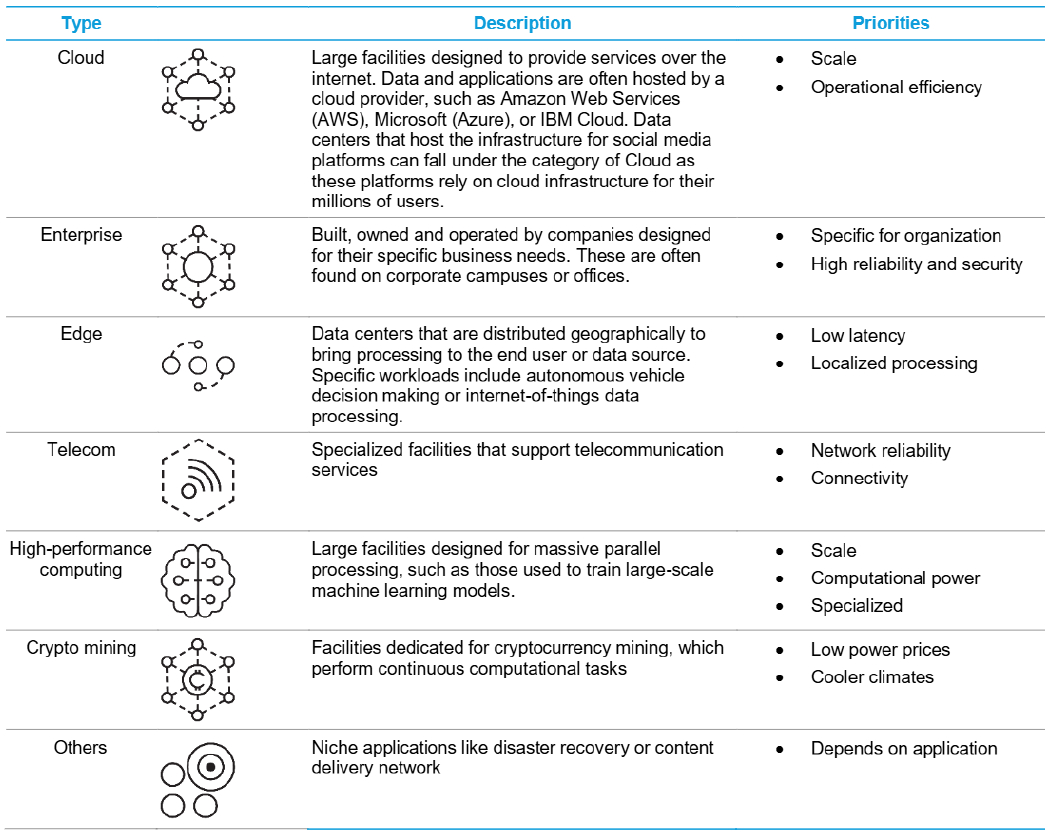 Type Description Priorities
Cloud
Large facilities designed to provide services over the
internet. Data and applications are often hosted by a
cloud provider, such as Amazon Web Services
(AWS), Microsoft (Azure), or IBM Cloud. Data
centers that host the infrastructure for social media
platforms can fall under the category of Cloud as
these platforms rely on cloud infrastructure for their
millions of users.
• Scale
• Operational efficiency
Enterprise
Built, owned and operated by companies designed
for their specific business needs. These are often
found on corporate campuses or offices.
• Specific for organization
• High reliability and security
Edge
Data centers that are distributed geographically to
bring processing to the end user or data source.
Specific workloads include autonomous vehicle
decision making or internet-of-things data
processing.
• Low latency
• Localized processing
Telecom
Specialized facilities that support telecommunication
services
• Network reliability
• Connectivity
High-performance
computing
Large facilities designed for massive parallel
processing, such as those used to train large-scale
machine learning models.
• Scale
• Computational power
• Specialized
Crypto mining
Facilities dedicated for cryptocurrency mining, which
perform continuous computational tasks
• Low power prices
• Cooler climates
Others
Niche applications like disaster recovery or content
delivery network
• Depends on application